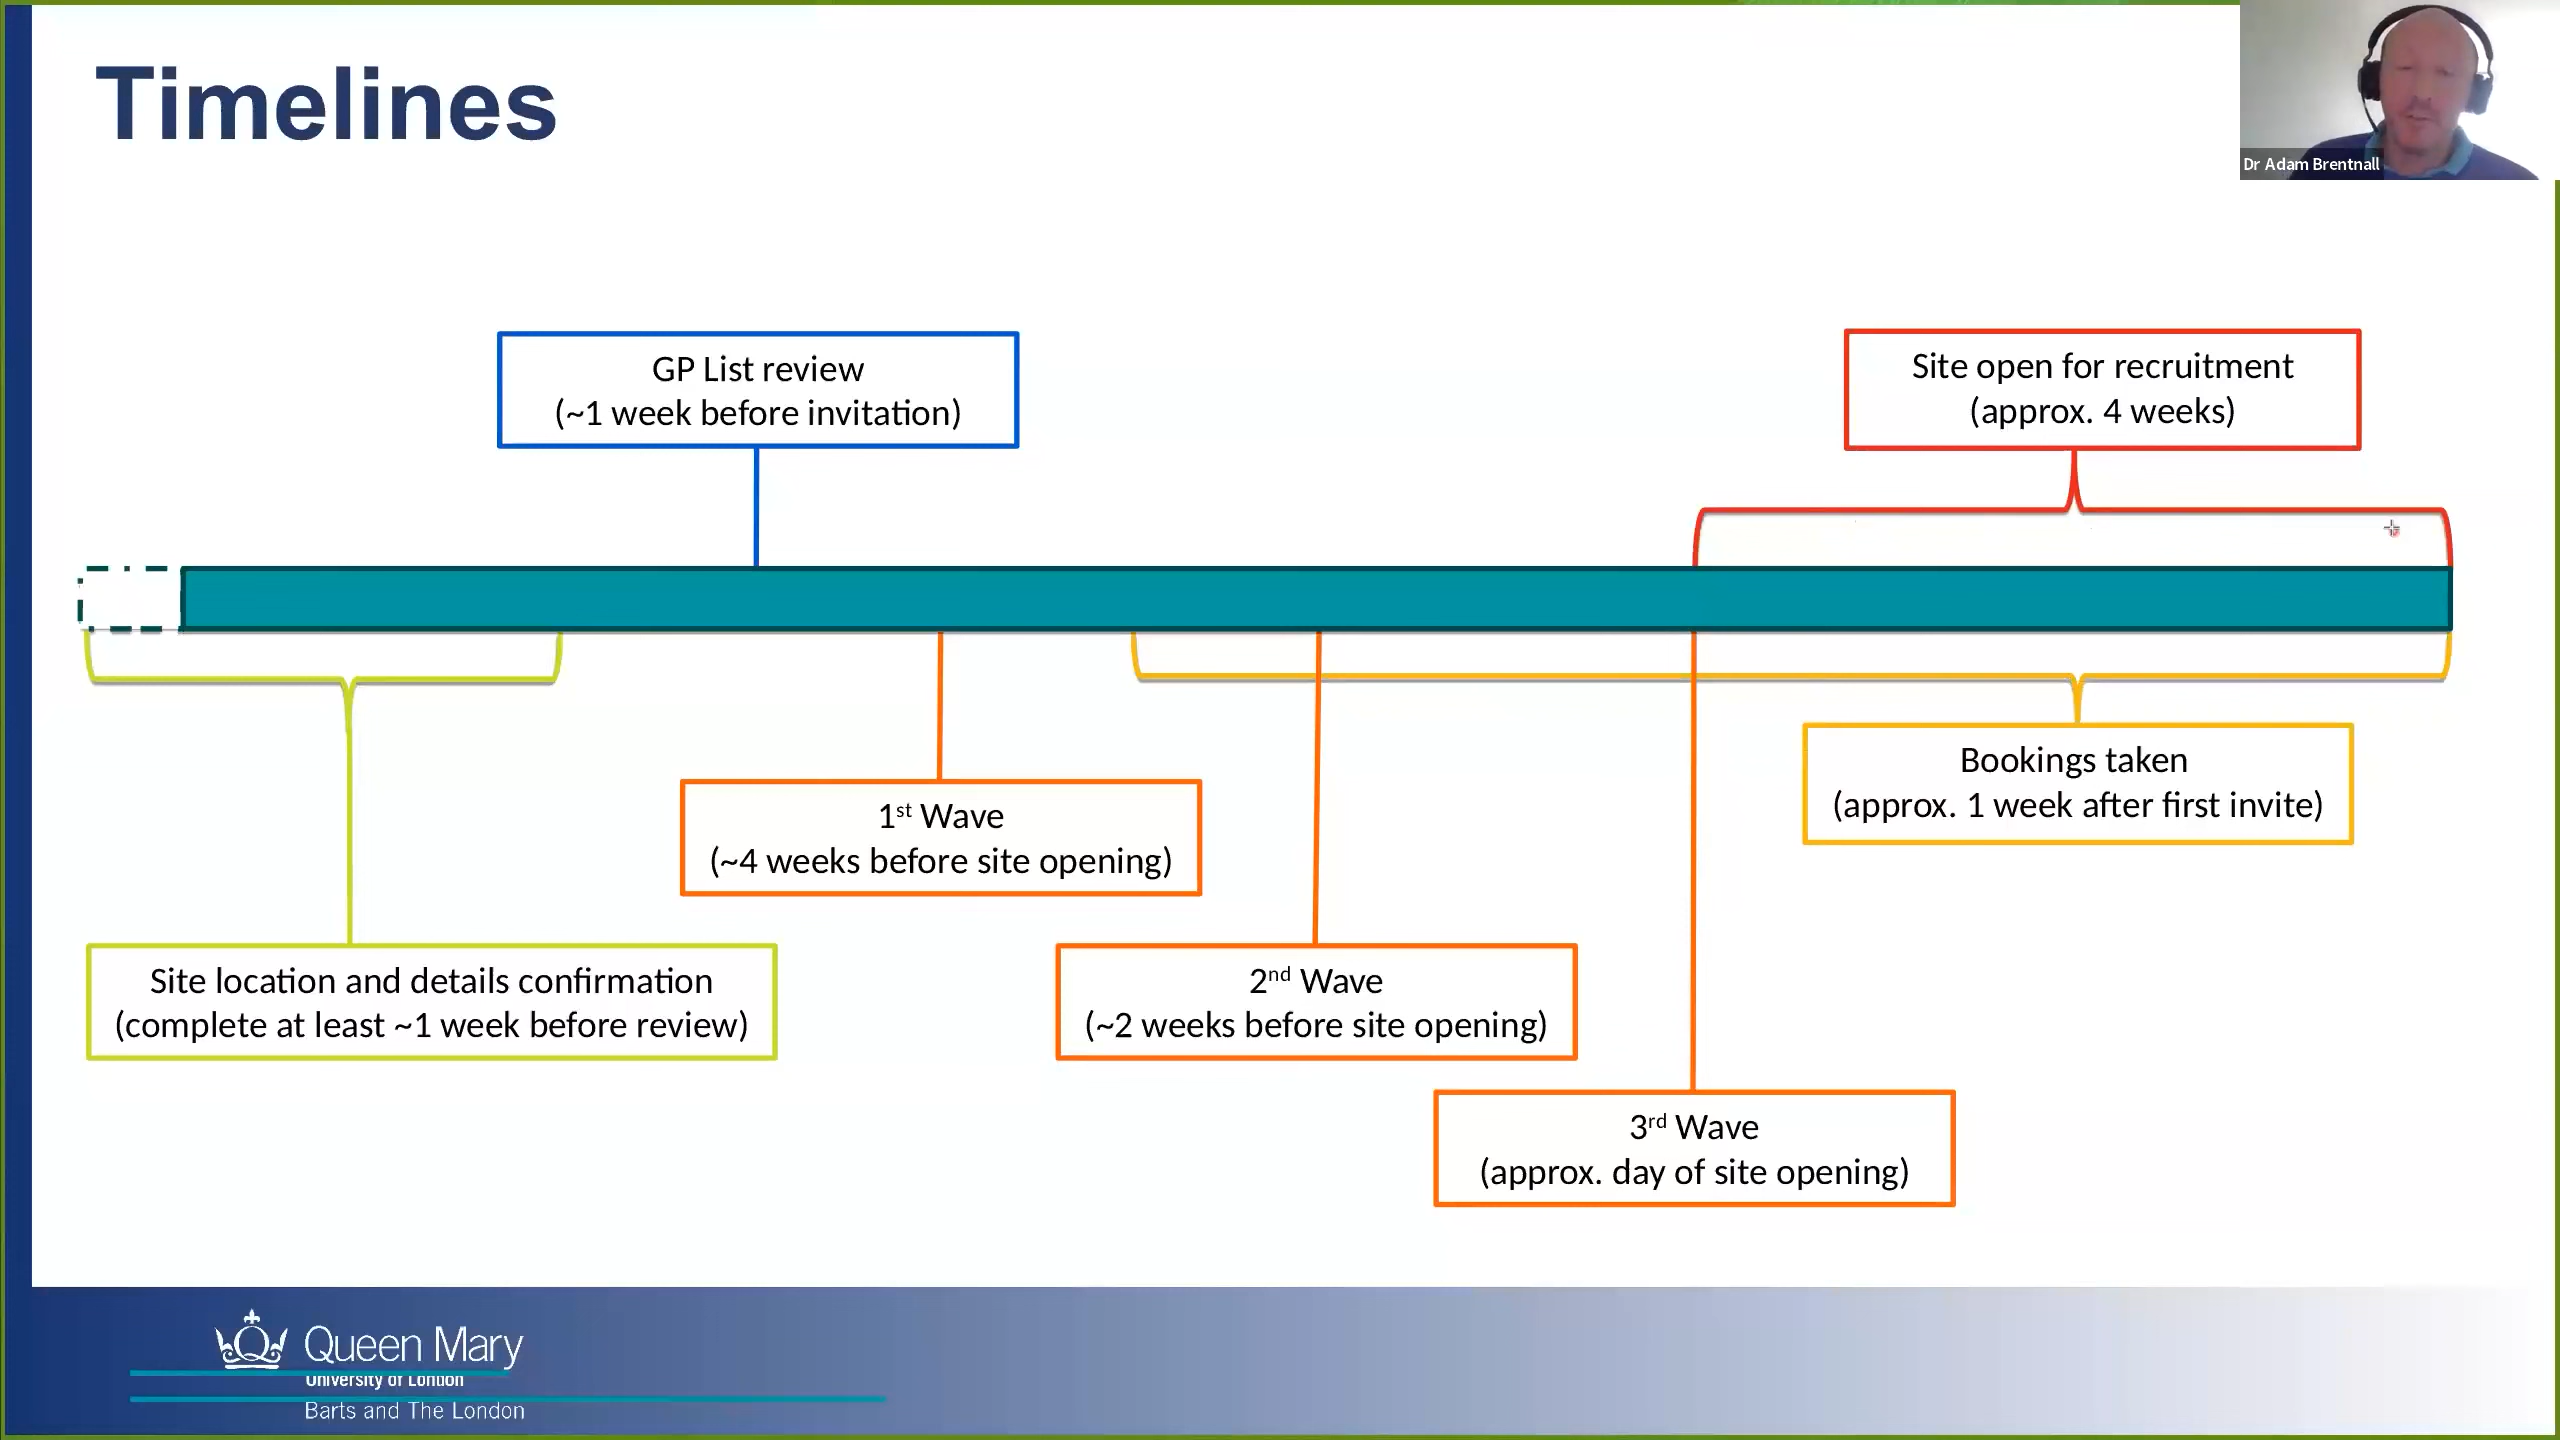 Timelines
Dr Adam Brentnall
GP List review
(~1 week before invitation)
Site open for recruitment
(approx. 4 weeks)
Bookings taken
(approx. 1 week after first invite)
1st Wave
(~4 weeks before site opening)
Site location and details confirmation
(complete at least ~1 week before review)
2nd Wave
(~2 weeks before site opening)
3rd Wave
(approx. day of site opening)
Queen Mary
University of London
Barts and The London